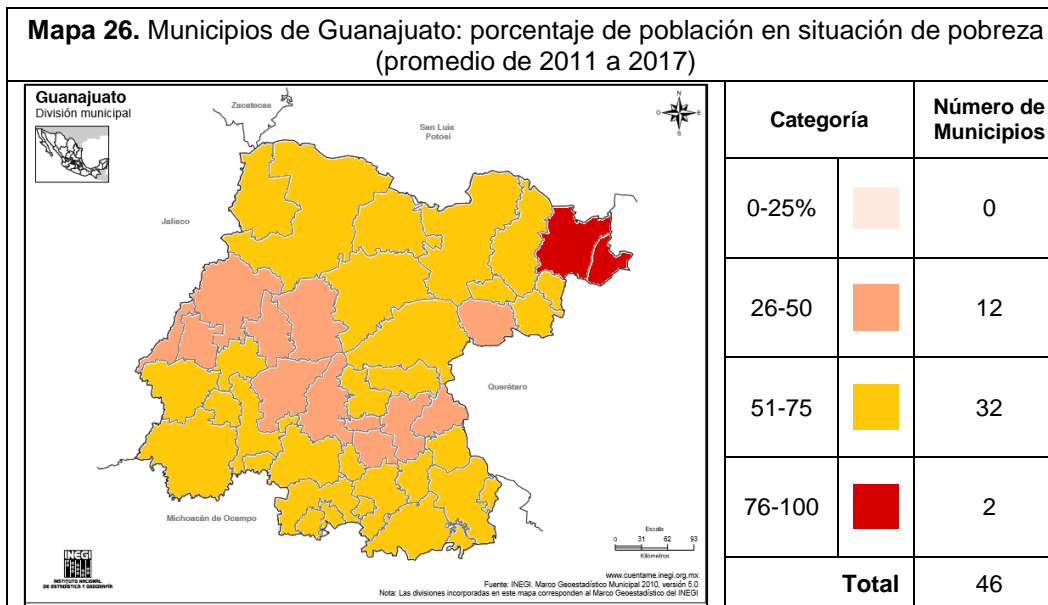 Mapa 26. Municipios de Guanajuato: porcentaje de población en situación de pobreza
(promedio de 2011 a 2017)
Guanajuato
División municipal
Zacatecas
San Luis
Potosí
Jalisco
Querétaro
Michoacán de Ocampo
N
O
E
S
Escala
0 31 62 93
Kilómetros
INEGI
INSTITUTO NACIONAL
DE ESTADÍSTICA Y GEOGRAFÍA
www.cuentame.inegi.org.mx
Fuente: INEGI. Marco Geoestadístico Municipal 2010, versión 5.0
Nota: Las divisiones incorporadas en este mapa corresponden al Marco Geoestadístico del INEGI
Categoría
Número de
Municipios
0-25% 0
26-50 12
51-75 32
76-100 2
Total 46